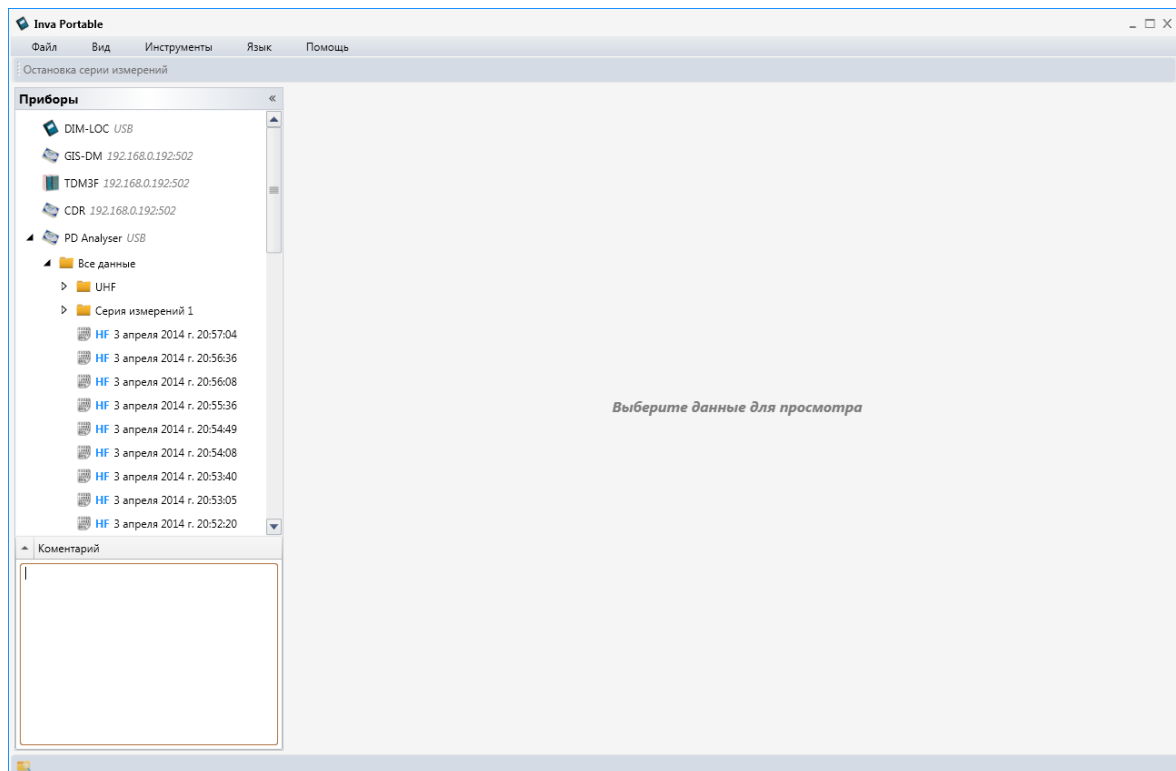 Inva Portable
Файл Вид Инструменты Язык Помощь
Остановка серии измерений
Приборы
DIM-LOC USB
GIS-DM 192.168.0.192:502
TDM3F 192.168.0.192:502
CDR 192.168.0.192:502
PD Analyser USB
Все данные
UHF
Серия измерений 1
HF 3 апреля 2014 г. 20:57:04
HF 3 апреля 2014 г. 20:56:36
HF 3 апреля 2014 г. 20:56:08
HF 3 апреля 2014 г. 20:55:36
HF 3 апреля 2014 г. 20:54:49
HF 3 апреля 2014 г. 20:54:08
HF 3 апреля 2014 г. 20:53:40
HF 3 апреля 2014 г. 20:53:05
HF 3 апреля 2014 г. 20:52:20
Коментарий
Выберите данные для просмотра